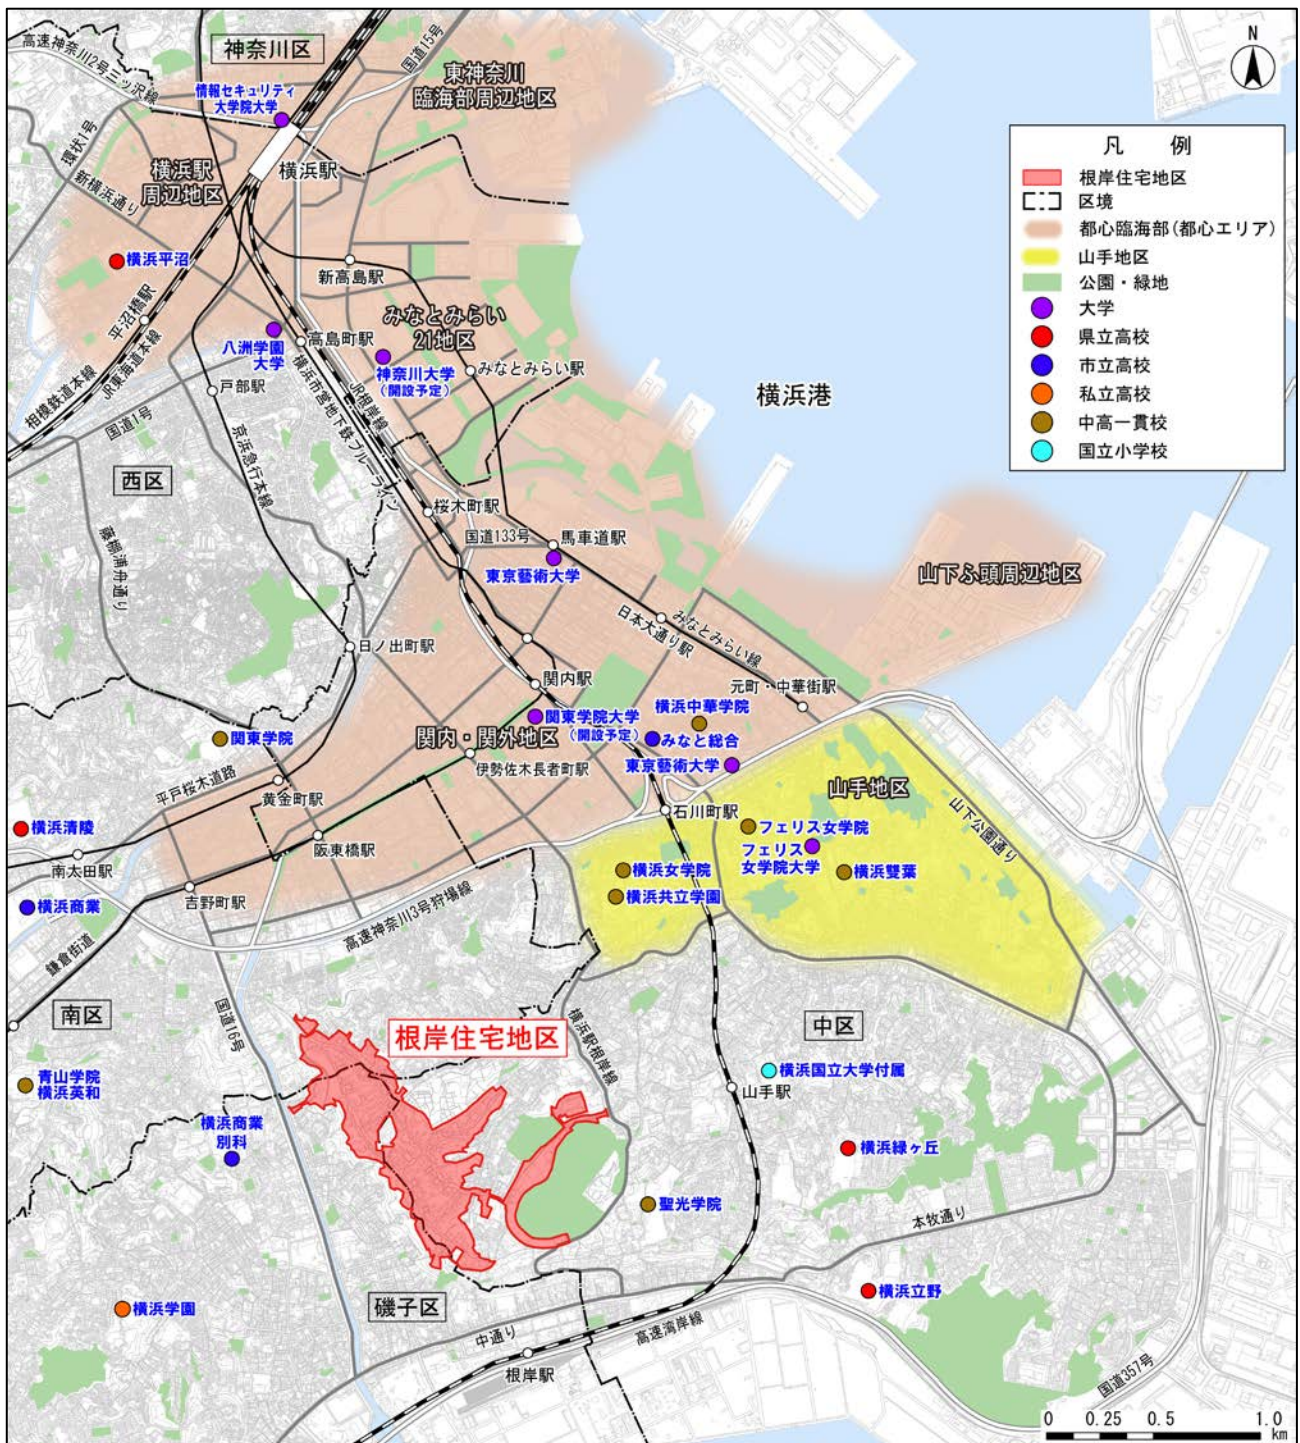 神奈川区
国道15号
高速神奈川2号三ッ沢線
東神奈川
臨海部周辺地区
情報セキュリティ
大学院大学
環状1号
横浜駅
周辺地区
横浜駅
新横浜通り
横浜平沼
新高島駅
平沼橋駅
みなとみらい
21地区
八洲学園
大学
高島町駅
神奈川大学
(開設予定)
みなとみらい駅
相模鉄道本線
JR東海道本線
戸部駅
横浜市営地下鉄ブルーライン
JR根岸線
国道1号
京浜急行本線
西区
横浜港
N
凡 例
根岸住宅地区
区境
都心臨海部(都心エリア)
山手地区
公園・緑地
大学
県立高校
市立高校
私立高校
中高一貫校
国立小学校
藤棚浦舟通り
桜木町駅
国道133号
馬車道駅
東京藝術大学
山下ふ頭周辺地区
日本大通り駅
みなとみらい線
日ノ出町駅
関内駅
元町・中華街駅
関東学院
関内・関外地区
関東学院大学
(開設予定)
横浜中華学院
みなと総合
東京藝術大学
伊勢佐木長者町駅
平戸桜木道路
黄金町駅
山手地区
石川町駅
山下公園通り
横浜清陵
阪東橋駅
フェリス女学院
フェリス
女学院大学
南太田駅
横浜女学院
横浜雙葉
横浜共立学園
横浜商業
吉野町駅
高速神奈川3号狩場線
鎌倉街道
南区
国道16号
根岸住宅地区
横浜駅根岸線
中区
青山学院
横浜英和
横浜国立大学付属
山手駅
横浜商業
別科
横浜緑ヶ丘
聖光学院
本牧通り
横浜学園
磯子区
横浜立野
中通り
高速湾岸線
根岸駅
国道357号
0 0.25 0.5 1.0
km